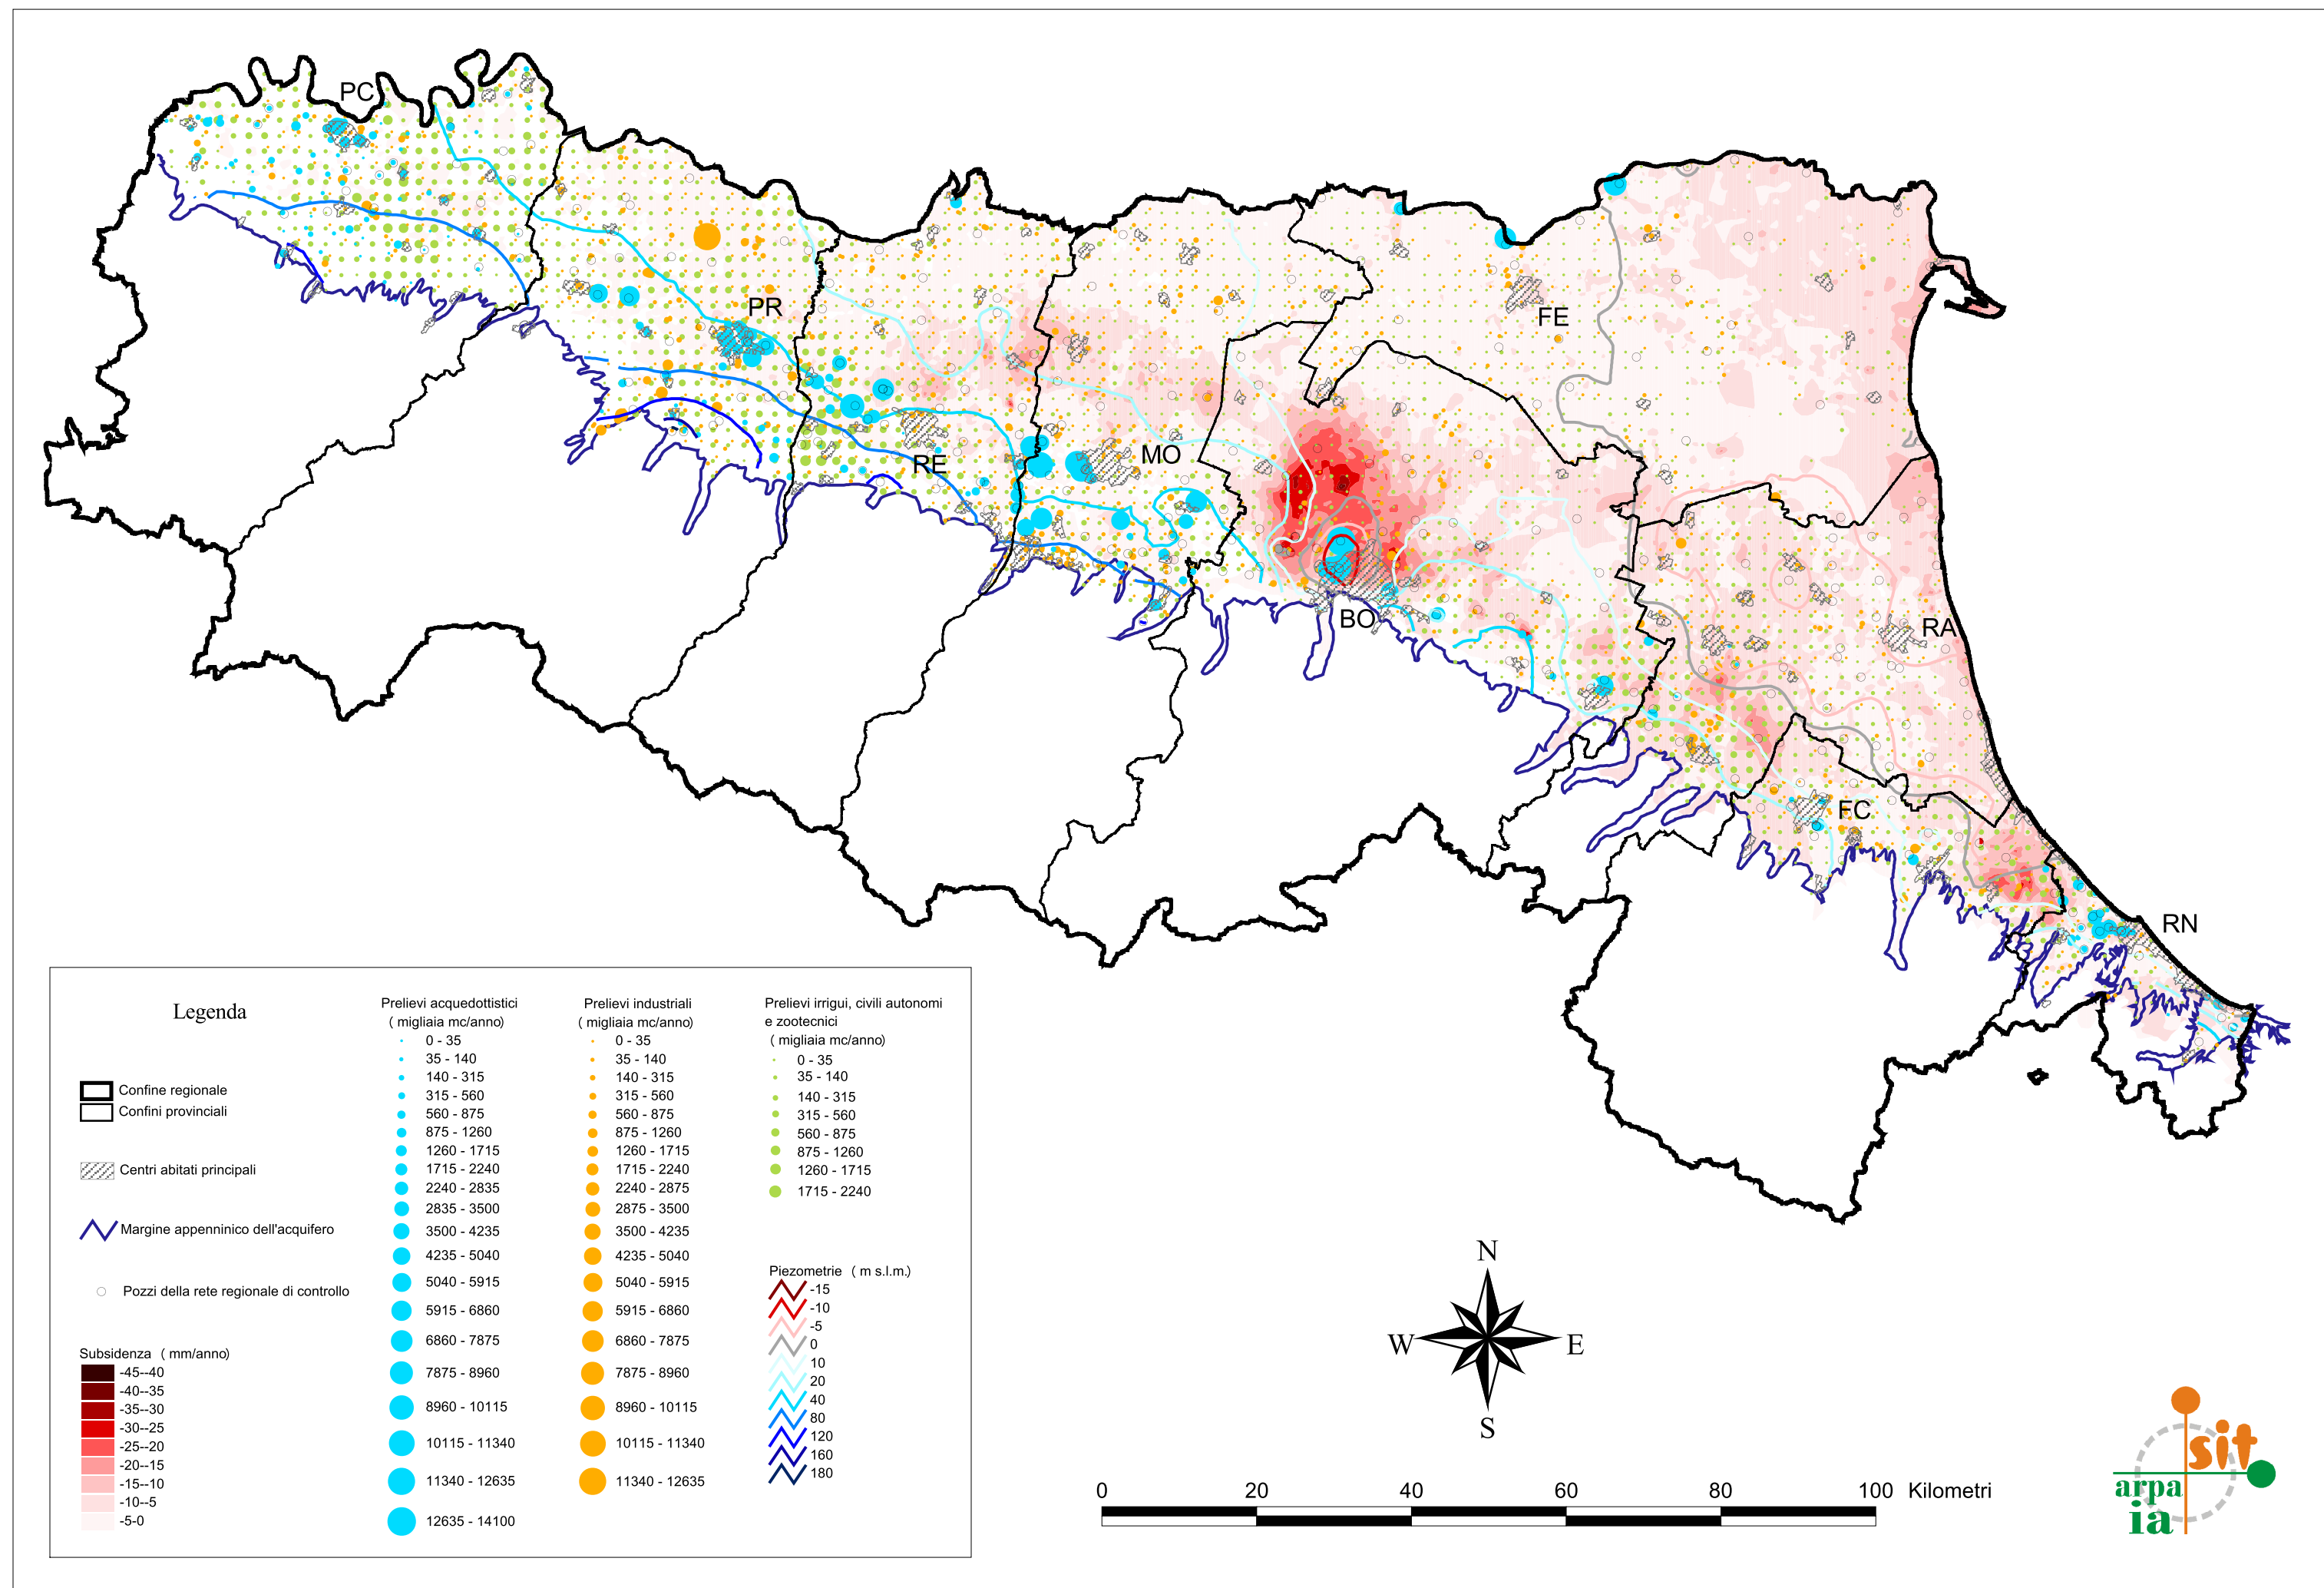 PC
PR
RE
MO
FE
BO
RA
FC
RN
Legenda
Confine regionale
Confini provinciali
Centri abitati principali
Margine appenninico dell'acquifero
Pozzi della rete regionale di controllo
Subsidenza ( mm/anno)
-45--40
-40--35
-35--30
-30--25
-25--20
-20--15
-15--10
-10--5
-5-0
Prelievi acquedottistici
( migliaia mc/anno)
0 - 35
35 - 140
140 - 315
315 - 560
560 - 875
875 - 1260
1260 - 1715
1715 - 2240
2240 - 2835
2835 - 3500
3500 - 4235
4235 - 5040
5040 - 5915
5915 - 6860
6860 - 7875
7875 - 8960
8960 - 10115
10115 - 11340
11340 - 12635
12635 - 14100
Prelievi industriali
( migliaia mc/anno)
0 - 35
35 - 140
140 - 315
315 - 560
560 - 875
875 - 1260
1260 - 1715
1715 - 2240
2240 - 2875
2875 - 3500
3500 - 4235
4235 - 5040
5040 - 5915
5915 - 6860
6860 - 7875
7875 - 8960
8960 - 10115
10115 - 11340
11340 - 12635
Prelievi irrigui, civili autonomi
e zootecnici
( migliaia mc/anno)
0 - 35
35 - 140
140 - 315
315 - 560
560 - 875
875 - 1260
1260 - 1715
1715 - 2240
Piezometrie ( m s.l.m.)
-15
-10
-5
0
10
20
40
80
120
160
180
N
W E
S
0 20 40 60 80 100 Kilometri
sit
arpa
ia